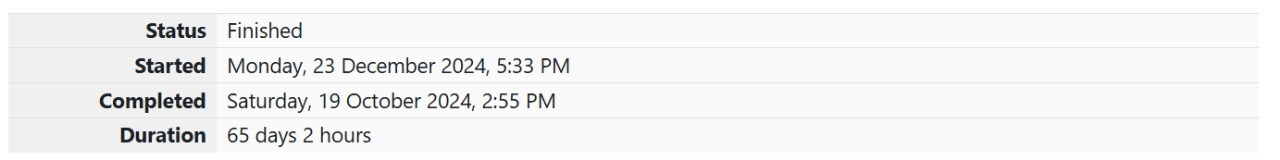 Status Finished
Started Monday, 23 December 2024, 5:33 PM
Completed Saturday, 19 October 2024, 2:55 PM
Duration 65 days 2 hours